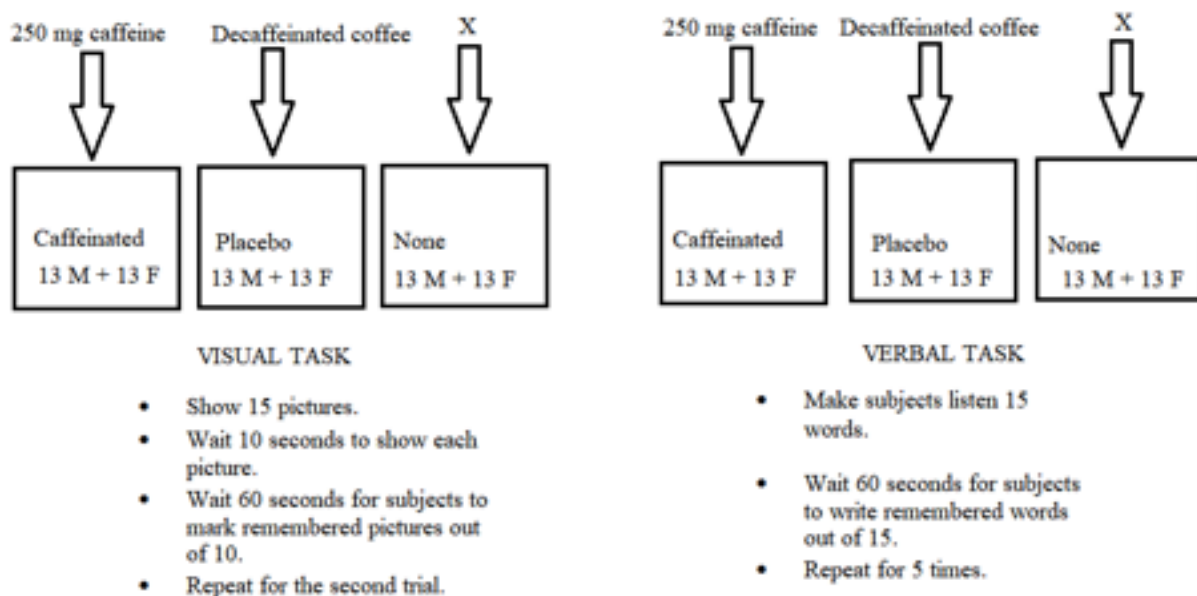 250 mg caffeine Decaffeinated coffee X
Caffeinated Placebo None
13 M + 13 F 13 M + 13 F 13 M + 13 F
VISUAL TASK
• Show 15 pictures.
• Wait 10 seconds to show each
picture.
• Wait 60 seconds for subjects to
mark remembered pictures out
of 10.
• Repeat for the second trial.
250 mg caffeine Decaffeinated coffee X
Caffeinated Placebo None
13 M + 13 F 13 M + 13 F 13 M + 13 F
VERBAL TASK
• Make subjects listen 15
words.
• Wait 60 seconds for subjects
to write remembered words
out of 15.
• Repeat for 5 times.